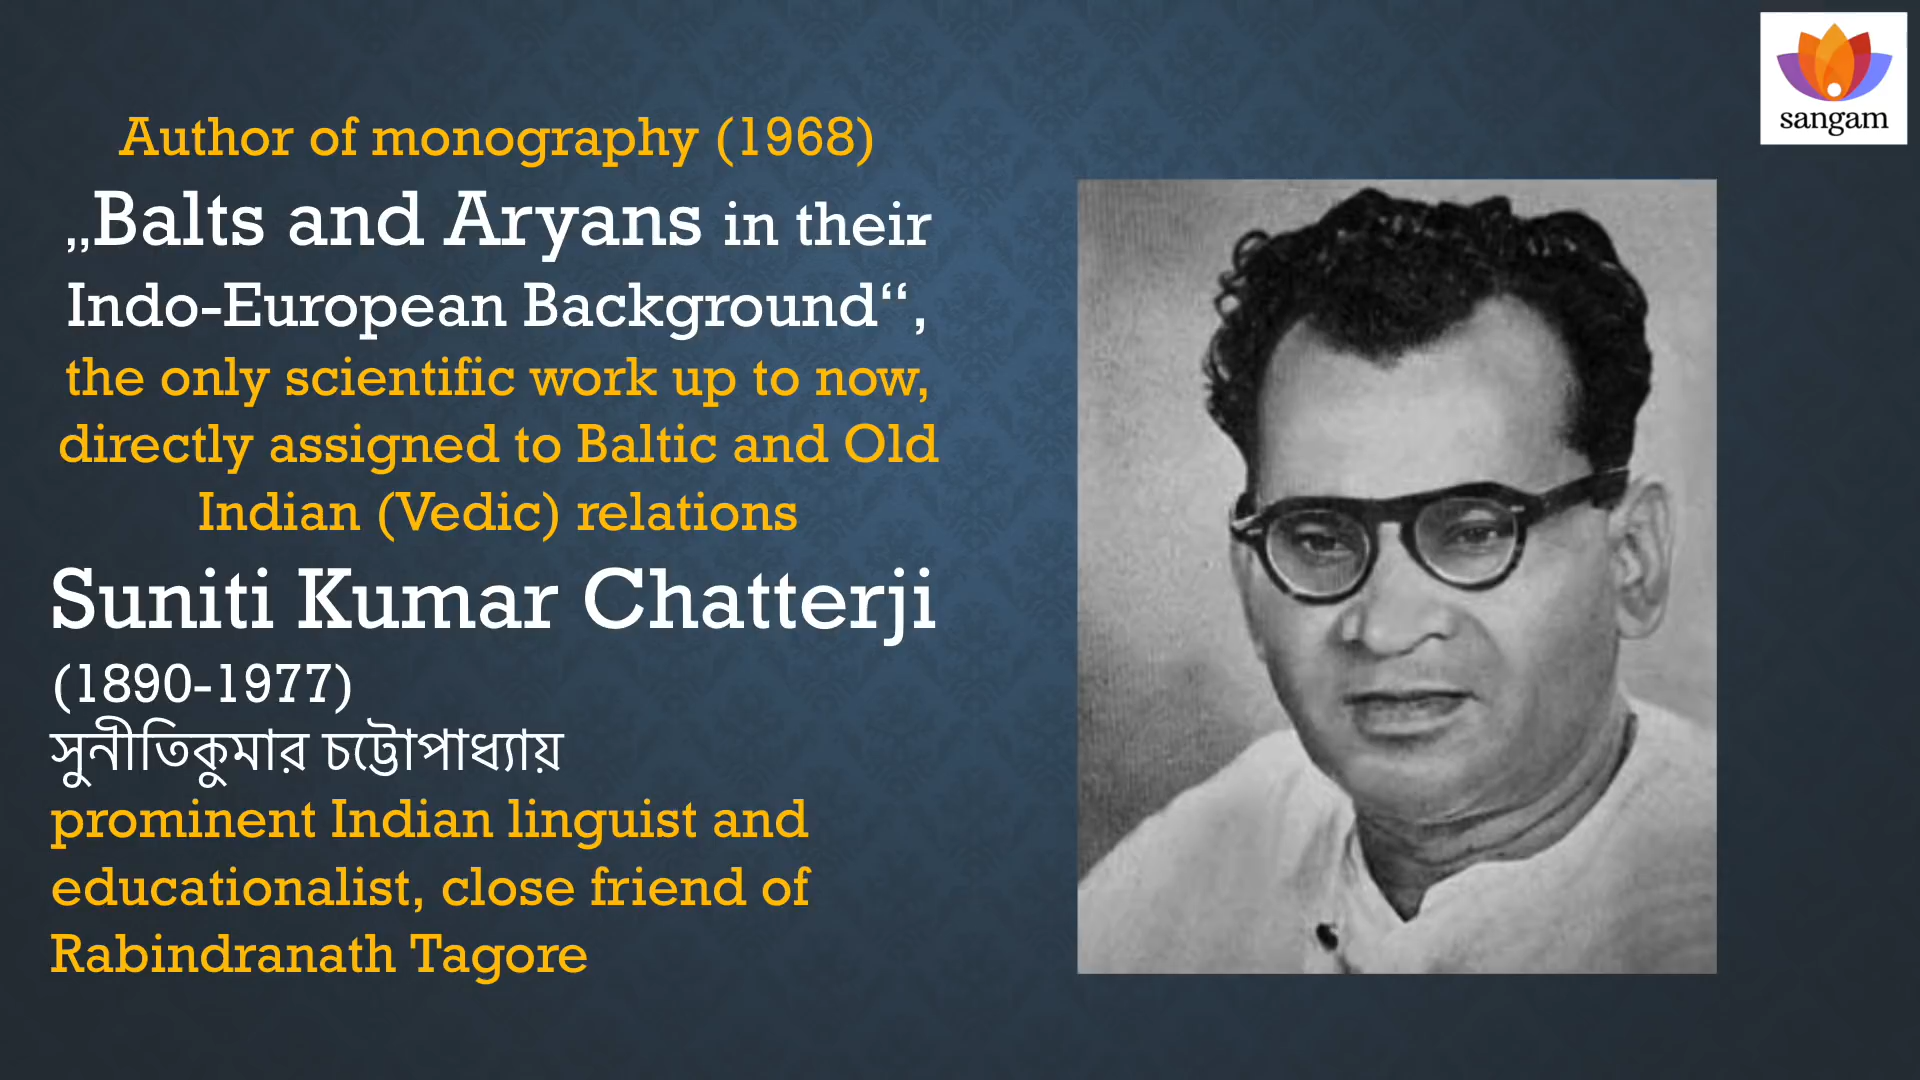 sangam
Author of monography (1968)
„Balts and Aryans in their
Indo-European Background“,
the only scientific work up to now,
directly assigned to Baltic and Old
Indian (Vedic) relations
Suniti Kumar Chatterji
(1890-1977)
সুনীতিকুমার চট্টোপাধ্যায়
prominent Indian linguist and
educationalist, close friend of
Rabindranath Tagore